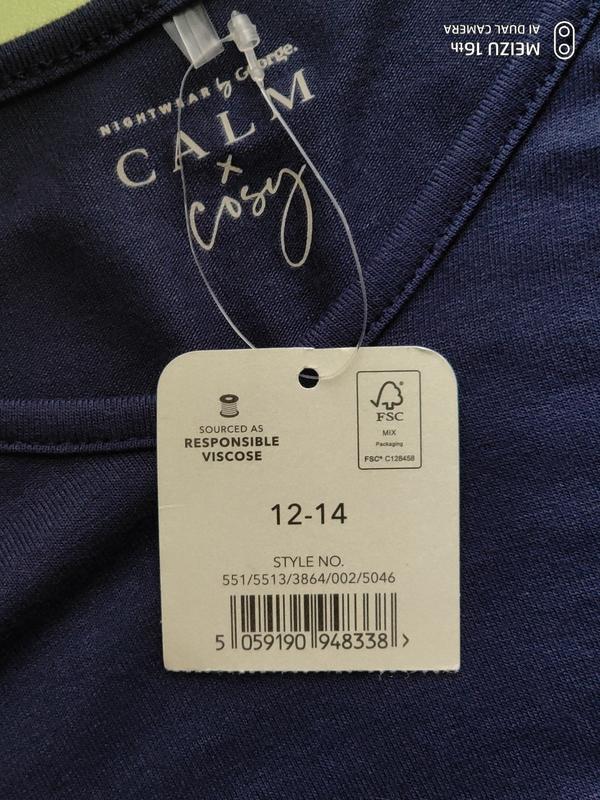 MEIZU 16th
AI DUAL CAMERA
NIGHTWEAR by George.
CALM
x
cosy
SOURCED AS
RESPONSIBLE
VISCOSE
FSC
MIX
Packaging
FSC® C128458
12-14
STYLE NO.
551/5513/3864/002/5046
5 059190 948338 >